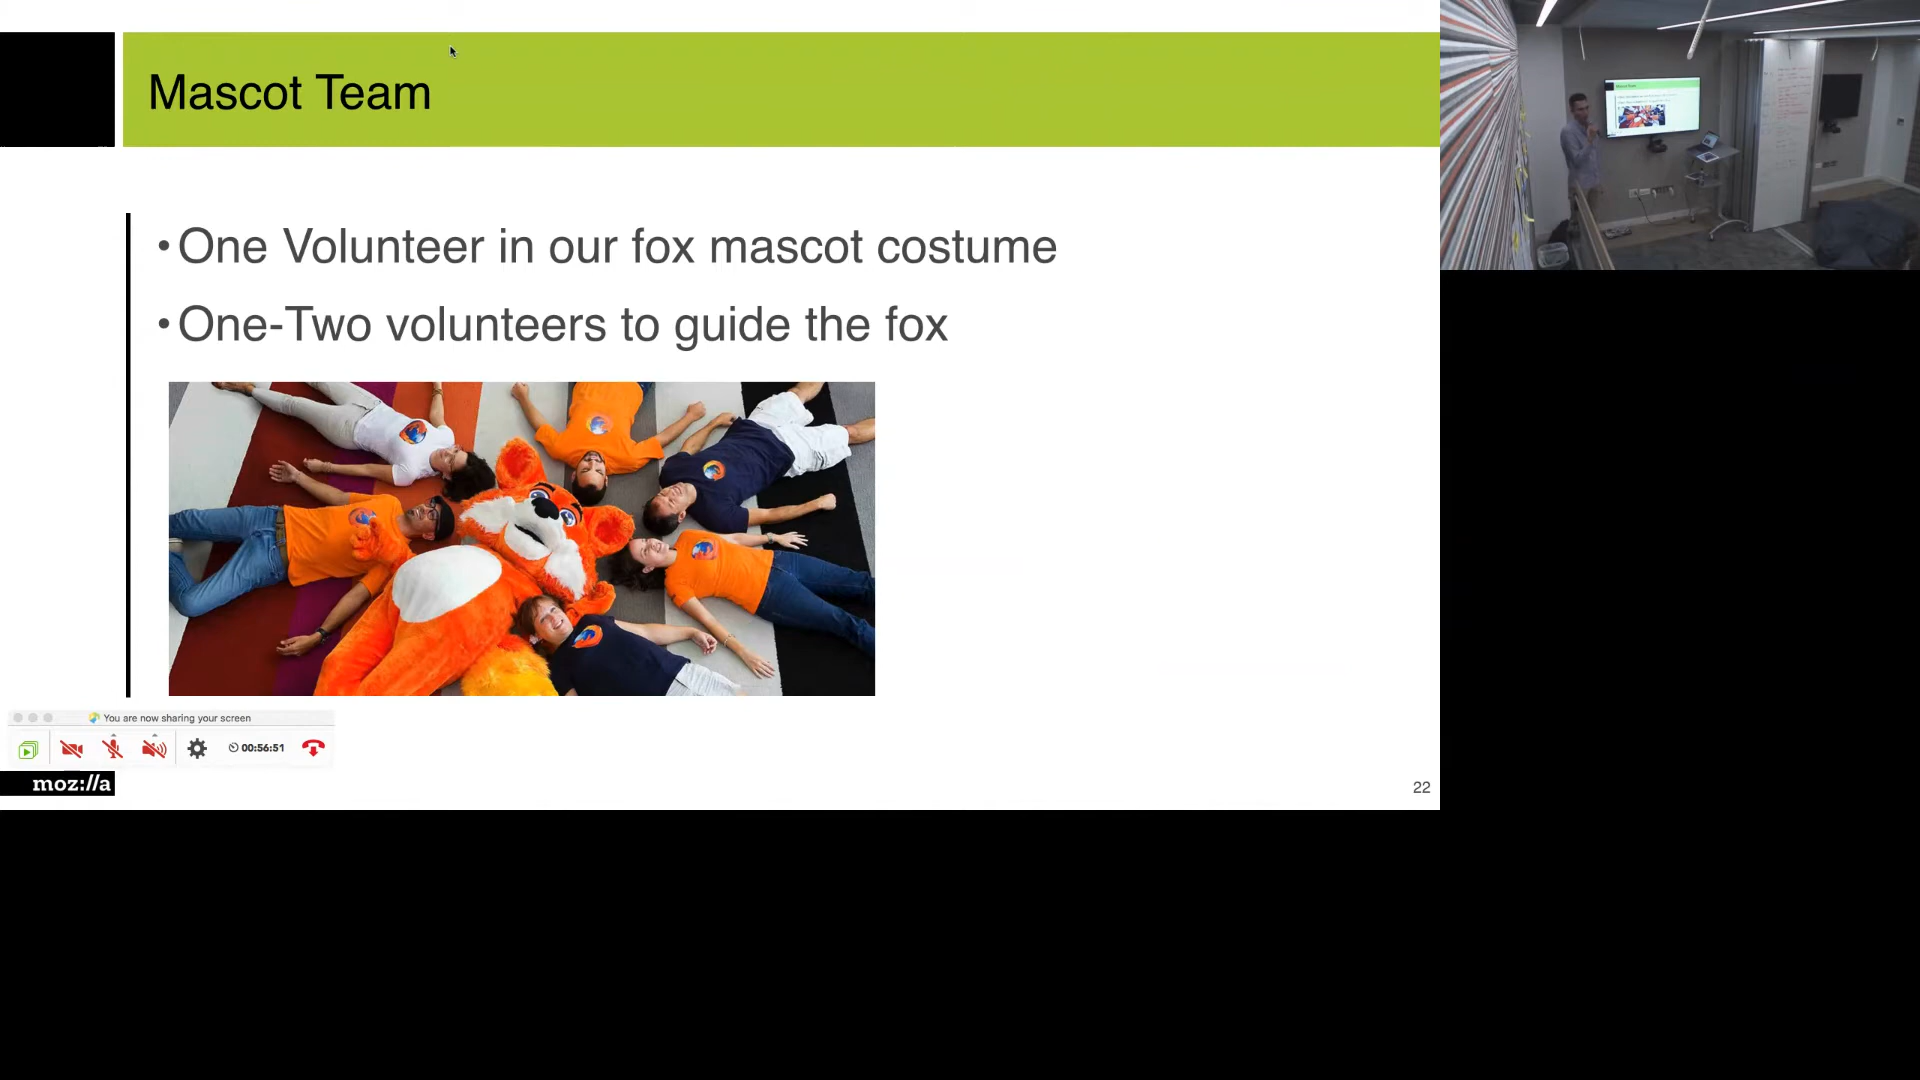 Mascot Team
•One Volunteer in our fox mascot costume
•One-Two volunteers to guide the fox
You are now sharing your screen
00:56:51
moz://a
22